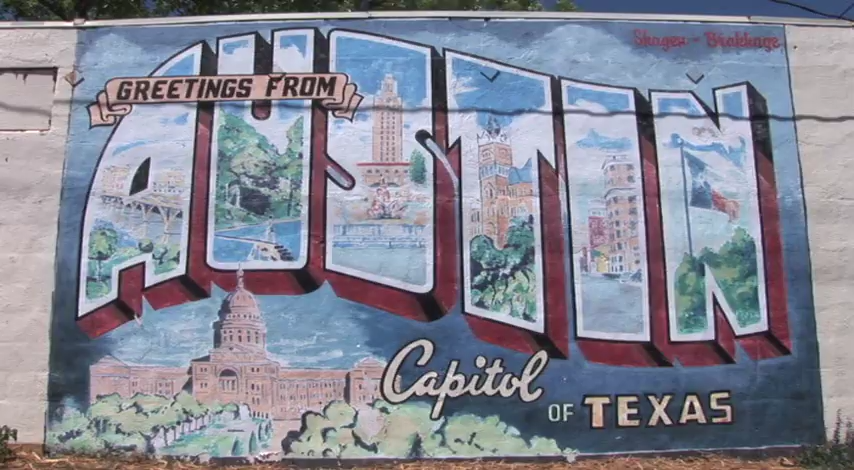 Skagen - Brakhage
GREETINGS FROM
AUSTIN
Capitol
OF TEXAS